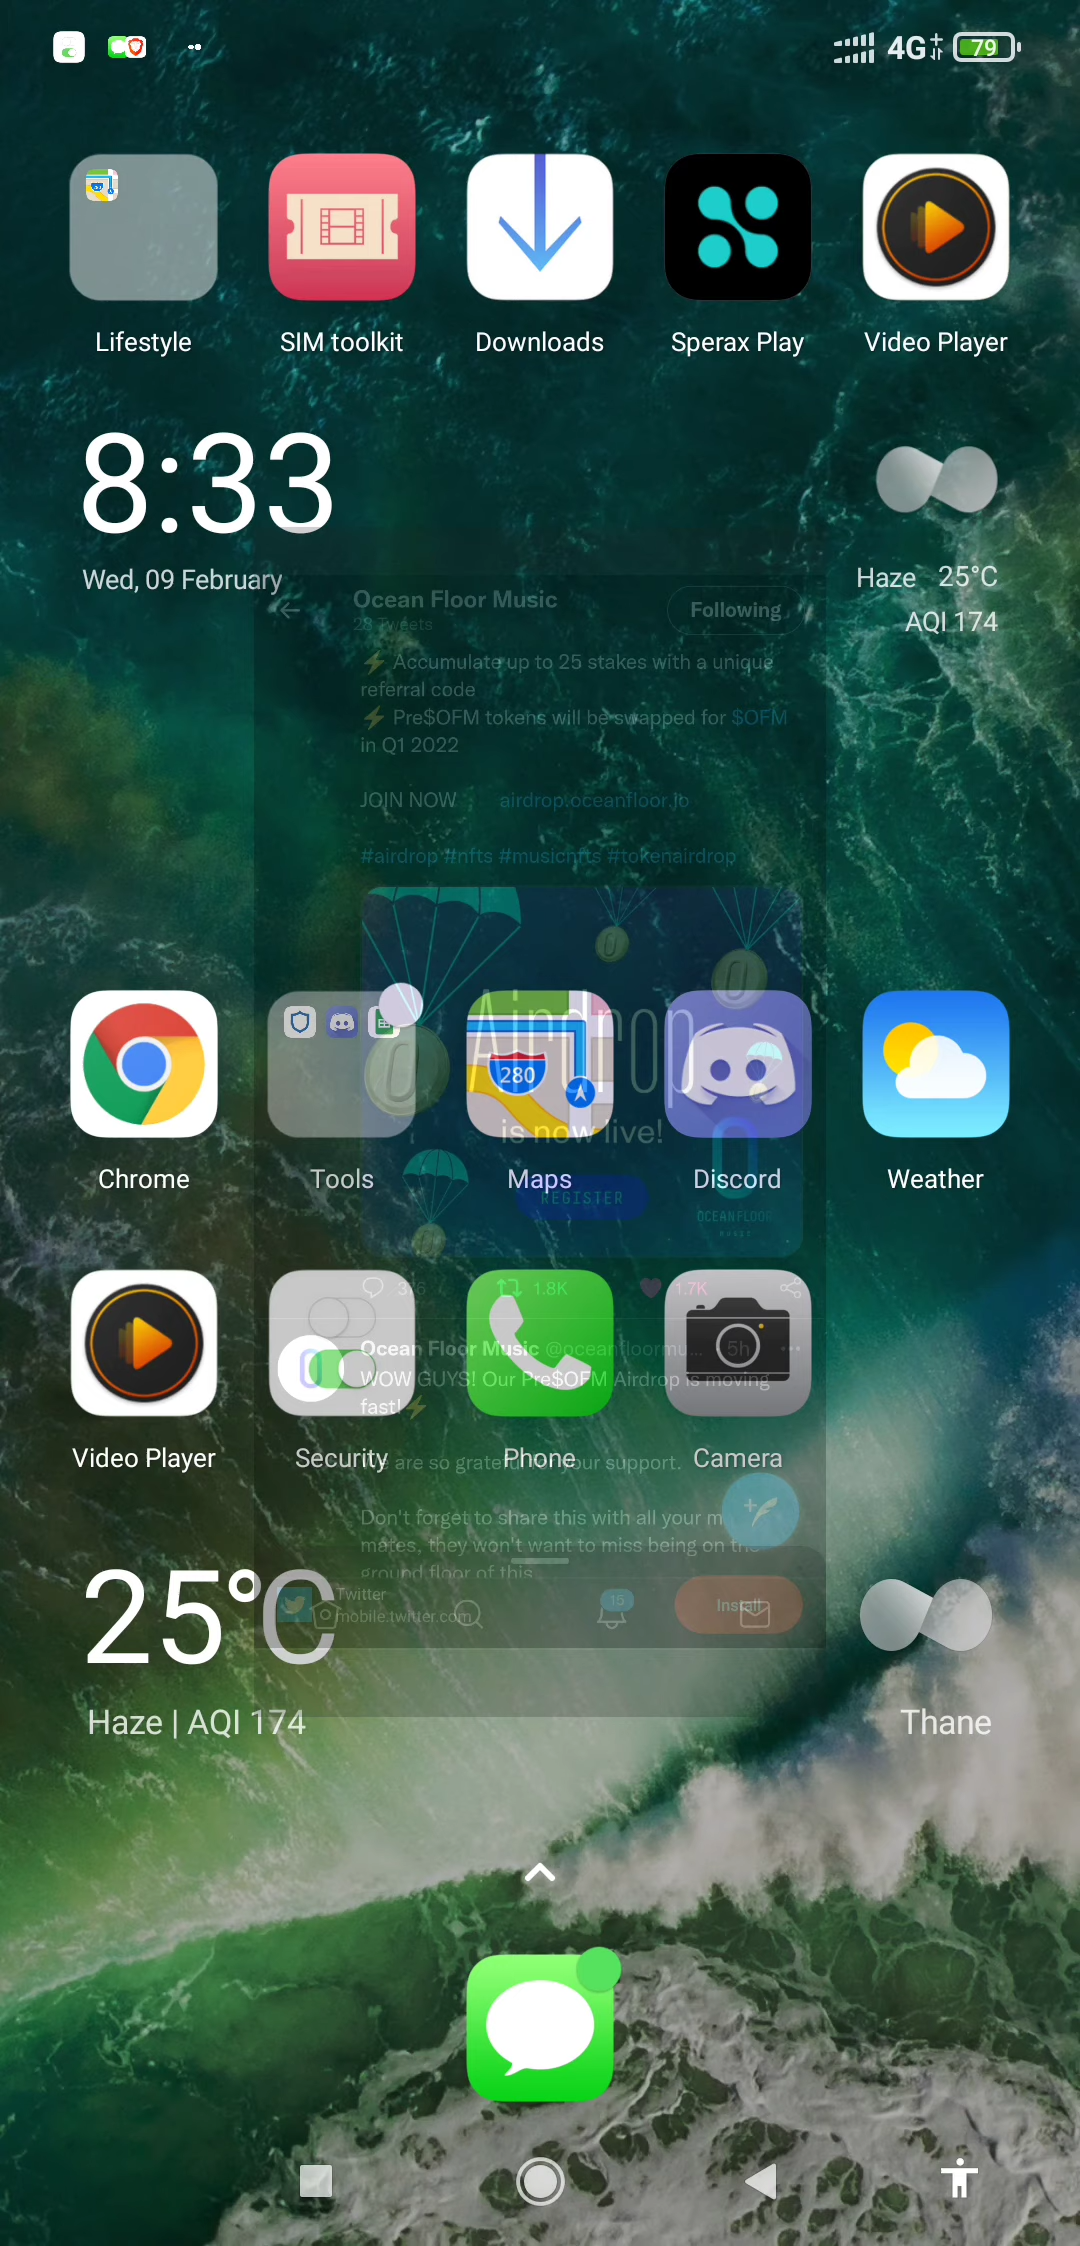 4G+ 79
Lifestyle SIM toolkit Downloads Sperax Play Video Player
8:33
Wed, 09 February
Haze 25°C
AQI 174
Ocean Floor Music
Following
28 Tweets
⚡ Accumulate up to 25 stakes with a unique
referral code
⚡ Pre$OFM tokens will be swapped for $OFM
in Q1 2022
JOIN NOW airdrop.oceanfloor.io
#airdrop #nfts #musicnfts #tokenairdrop
Airdrop
is now live!
280
Chrome Tools Maps Discord Weather
REGISTER
OCEANFLOOR
MUSIC
1.8K 1.7K
Ocean Floor Music @oceanfloormu... · 5h
WOW GUYS! Our Pre$OFM Airdrop is moving
fast! ⚡
Video Player Security Phone Camera
are so grateful for your support.
Don't forget to share this with all your m
mates, they won't want to miss being on the
ground floor of this
25°C
Twitter
mobile.twitter.com
15
Install
Haze | AQI 174
Thane